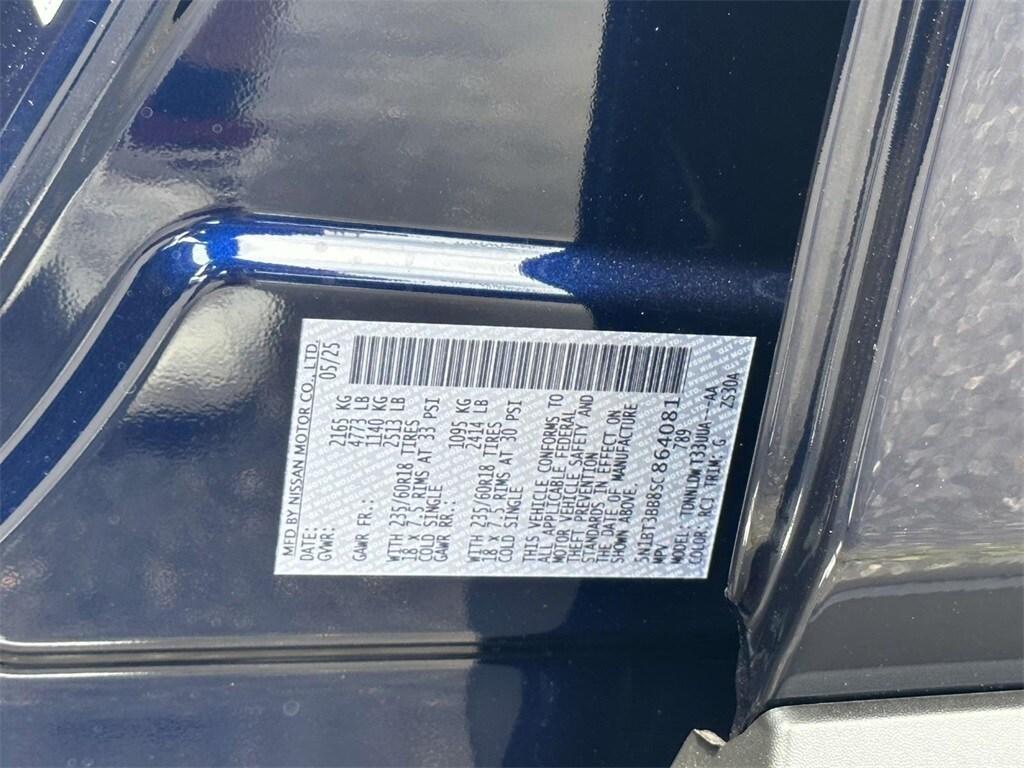 MFD BY NISSAN MOTOR CO., LTD.
DATE: 05/25
GVWR: 2165 KG
4773 LB
GAWR FR.: 1140 KG
2513 LB
WITH 235/60R18 TIRES
18 X 7.5 RIMS AT 33 PSI
COLD SINGLE
GAWR RR.: 1095 KG
2414 LB
WITH 235/60R18 TIRES
18 X 7.5 RIMS AT 30 PSI
COLD SINGLE
THIS VEHICLE CONFORMS TO
ALL APPLICABLE FEDERAL
MOTOR VEHICLE SAFETY AND
THEFT PREVENTION
STANDARDS IN EFFECT ON
THE DATE OF MANUFACTURE
SHOWN ABOVE.
5N1BT3BB8SC864081
MPV 789
MODEL:
COLOR: RCJ TRIM: G ZS30A